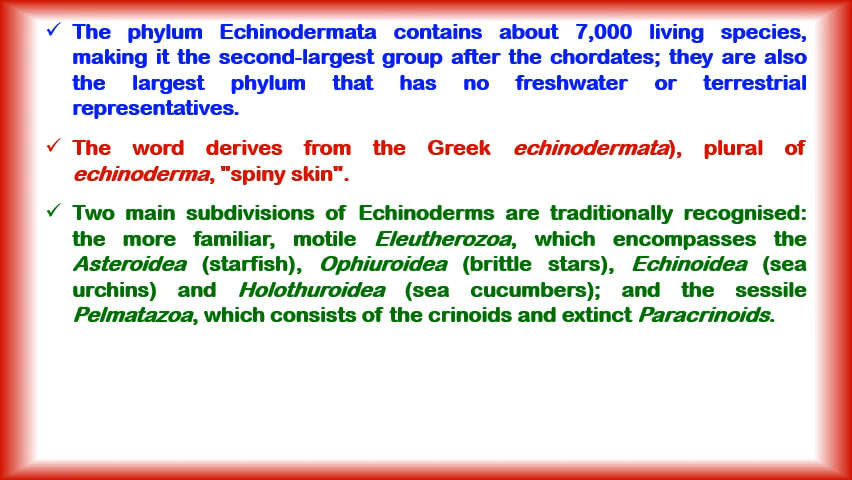 ✓ The phylum Echinodermata contains about 7,000 living species,
making it the second-largest group after the chordates; they are also
the largest phylum that has no freshwater or terrestrial
representatives.
✓ The word derives from the Greek echinodermata), plural of
echinoderma, "spiny skin".
✓ Two main subdivisions of Echinoderms are traditionally recognised:
the more familiar, motile Eleutherozoa, which encompasses the
Asteroidea (starfish), Ophiuroidea (brittle stars), Echinoidea (sea
urchins) and Holothuroidea (sea cucumbers); and the sessile
Pelmatazoa, which consists of the crinoids and extinct Paracrinoids.